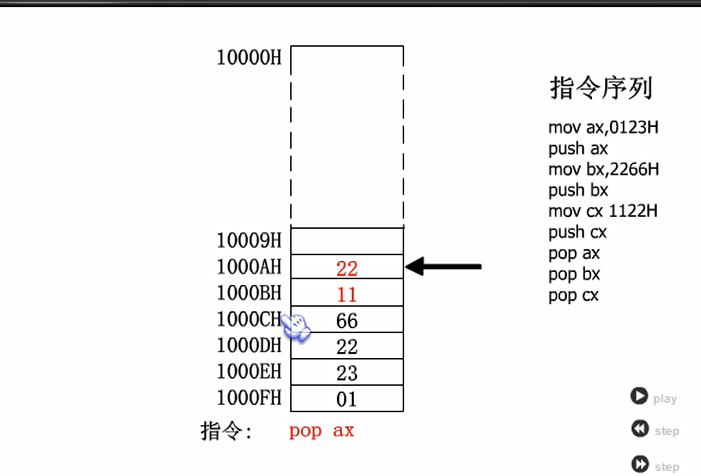 10000H
指令序列
mov ax,0123H
push ax
mov bx,2266H
push bx
mov cx 1122H
push cx
pop ax
pop bx
pop cx
10009H
1000AH 22
1000BH 11
1000CH 66
1000DH 22
1000EH 23
1000FH 01
指令: pop ax
play
step
step